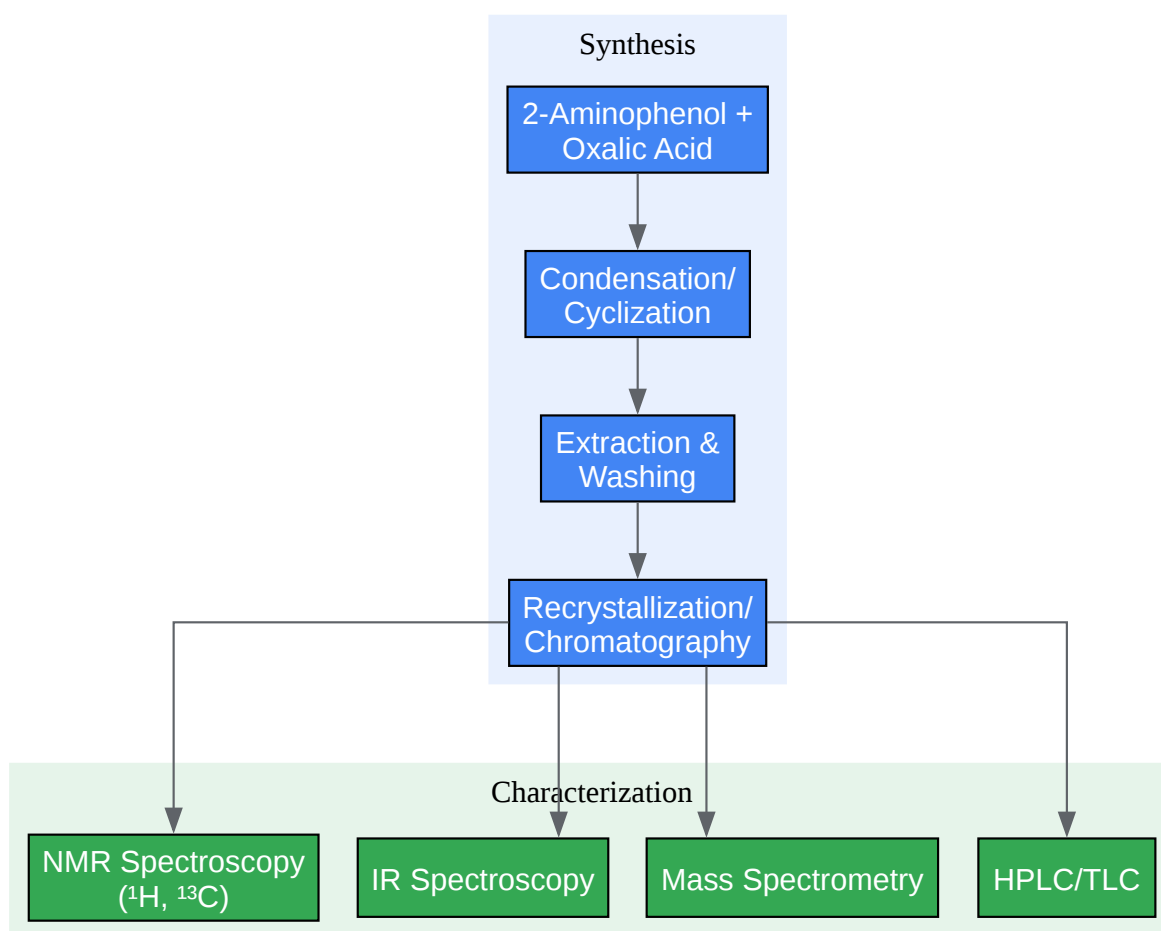 Synthesis
2-Aminophenol +
Oxalic Acid
Condensation/
Cyclization
Extraction &
Washing
Recrystallization/
Chromatography
Characterization
NMR Spectroscopy
(¹H, ¹³C)
IR Spectroscopy
Mass Spectrometry
HPLC/TLC